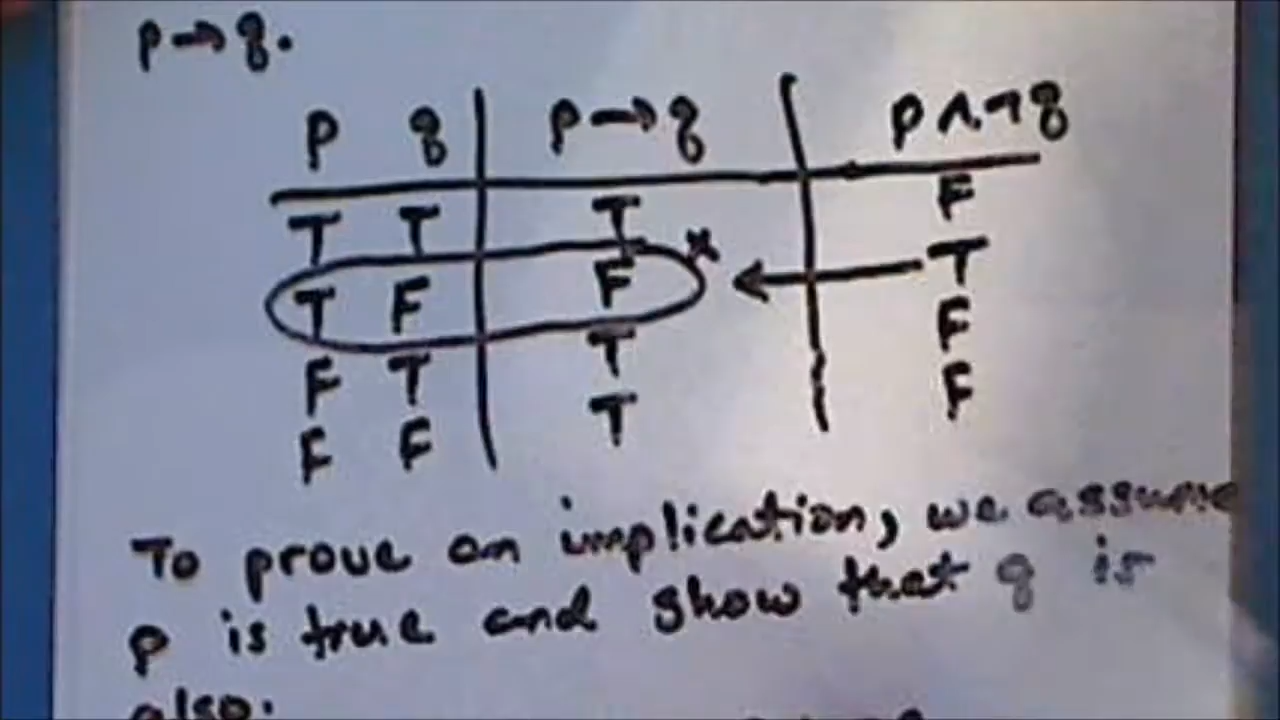 p→q.
p q p→q p∧¬q
T T T F
T F F * T
F T T F
F F T F
To prove an implication, we assume
p is true and show that q is
also.